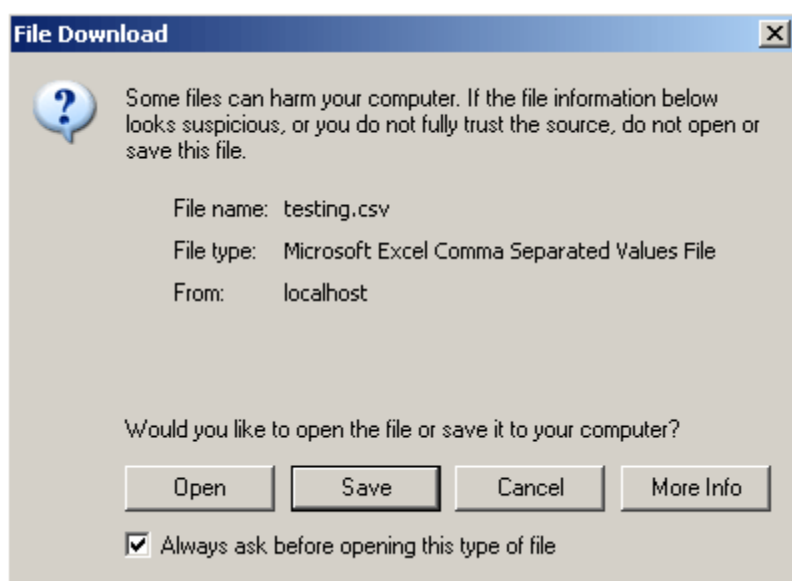 File Download
Some files can harm your computer. If the file information below
looks suspicious, or you do not fully trust the source, do not open or
save this file.
File name: testing.csv
File type: Microsoft Excel Comma Separated Values File
From: localhost
Would you like to open the file or save it to your computer?
Open Save Cancel More Info
Always ask before opening this type of file